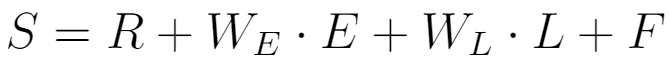 S = R + W_E · E + W_L · L + F